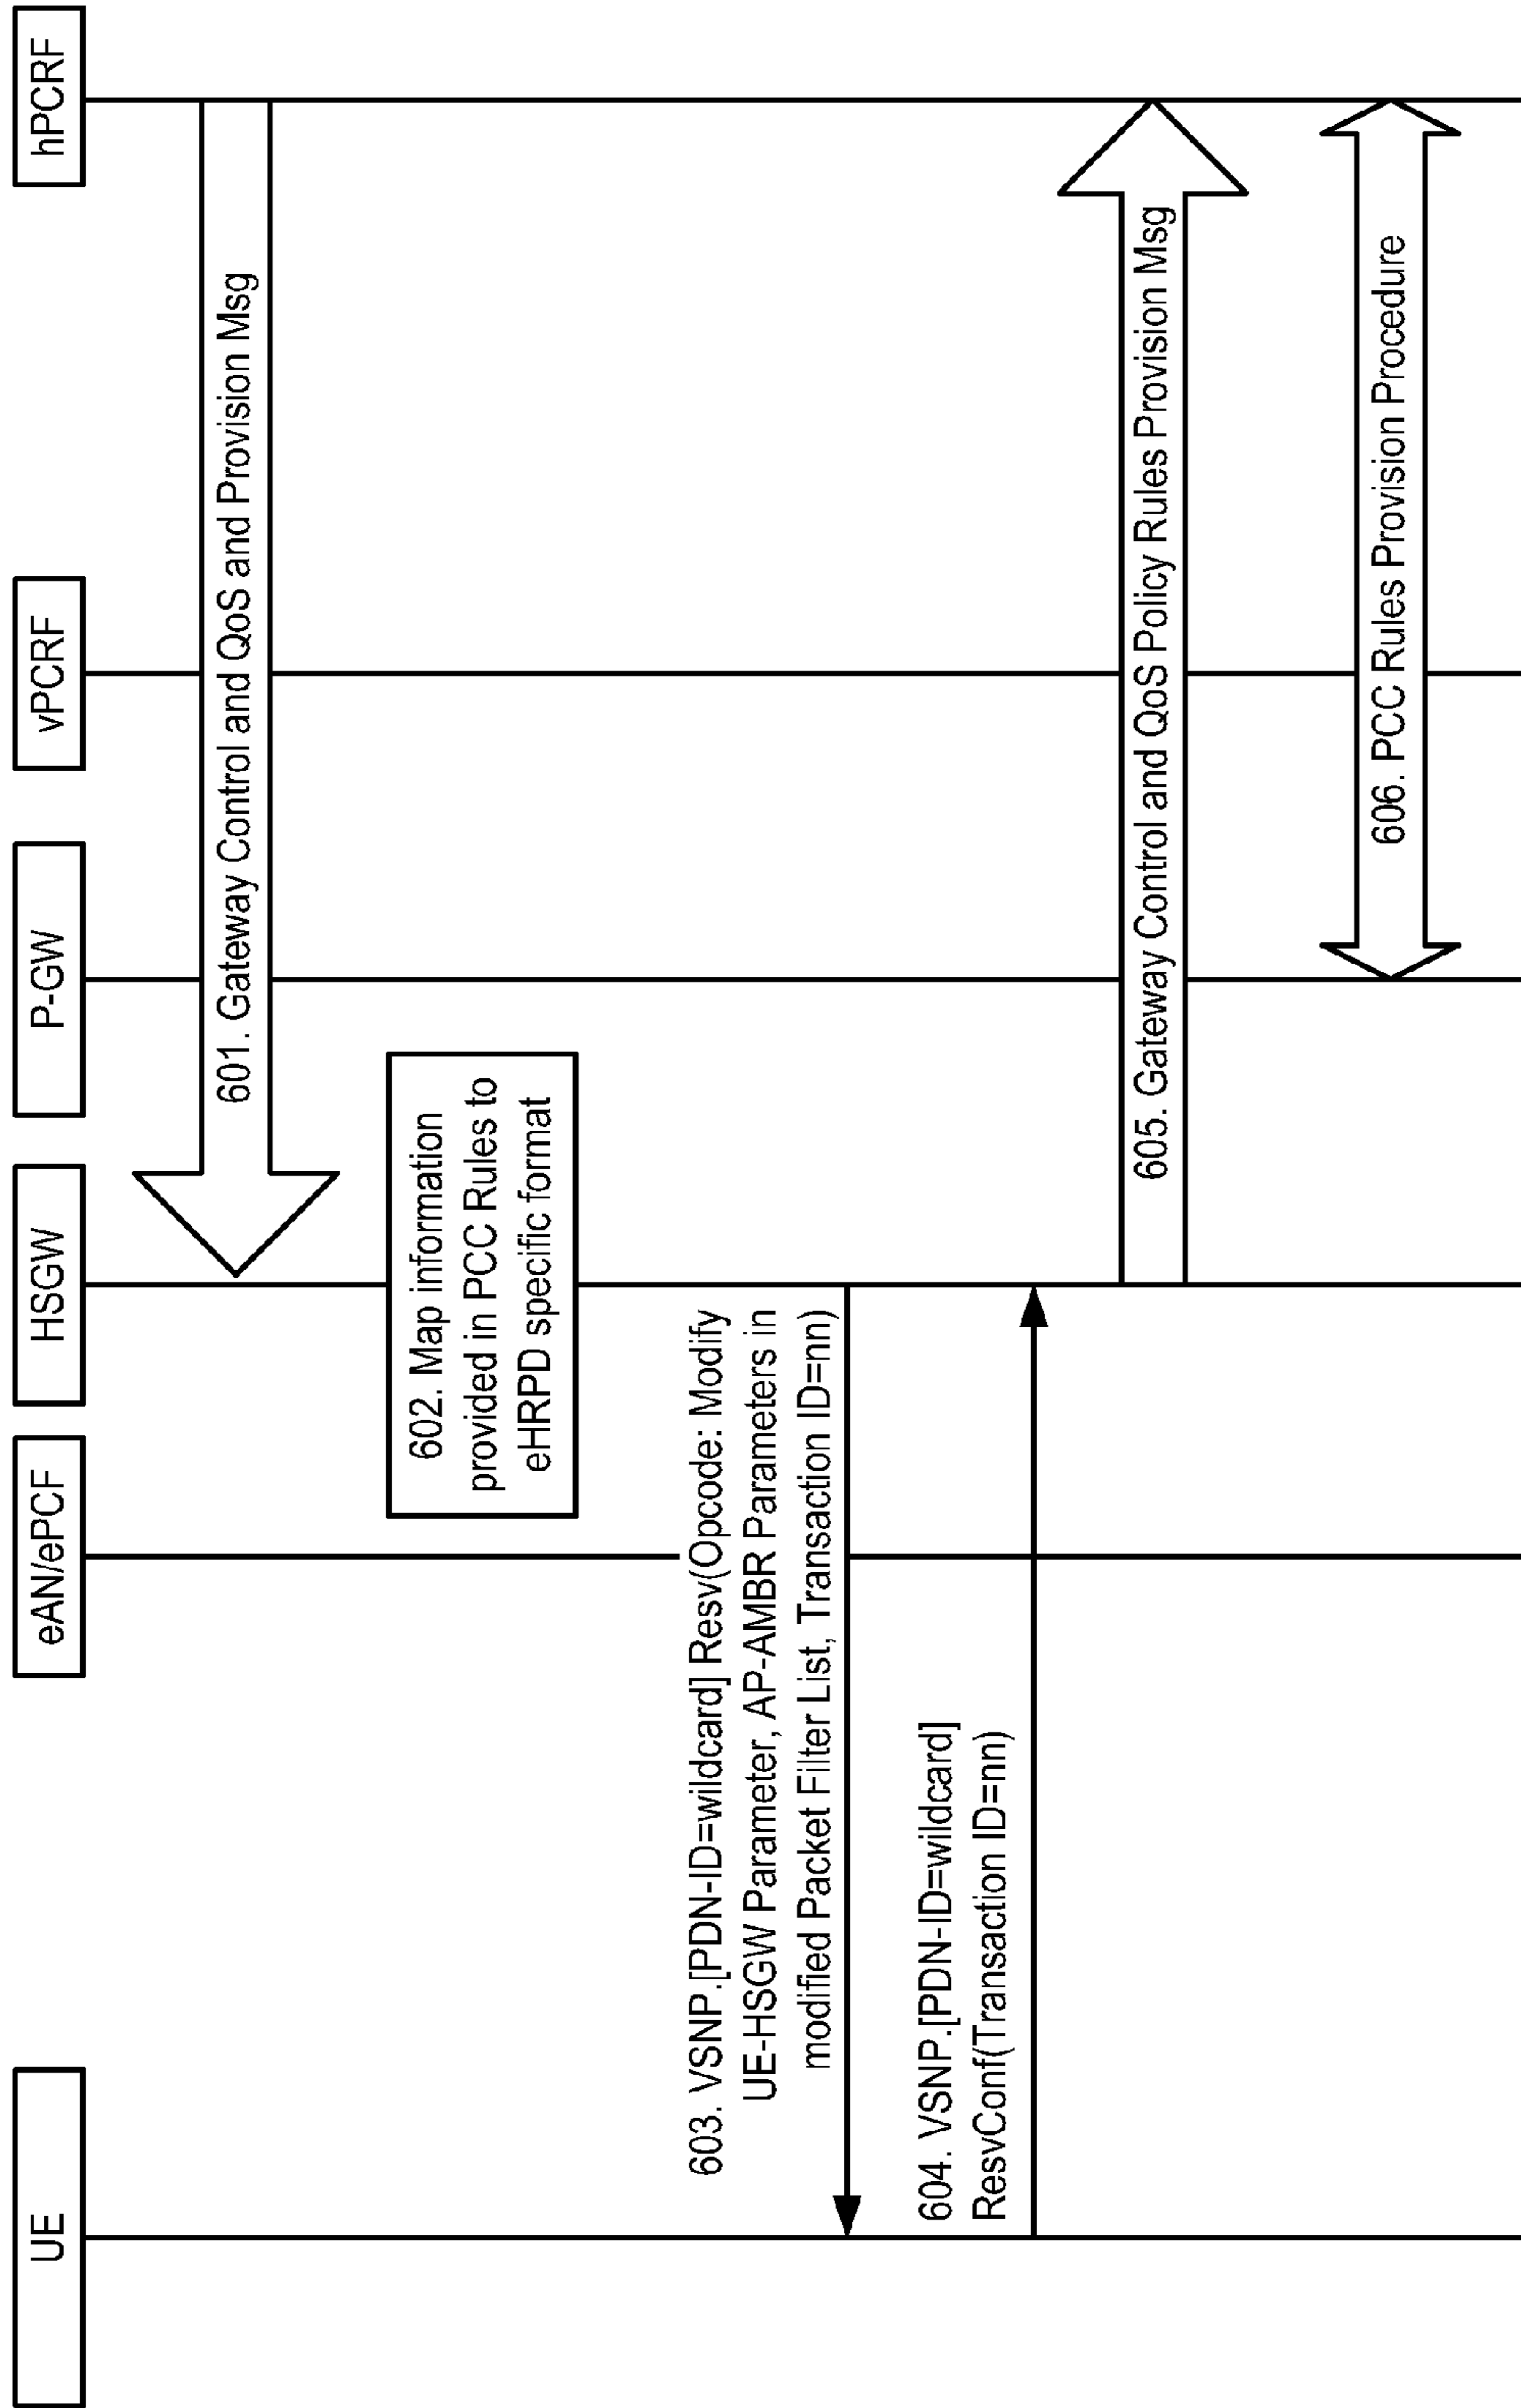 UE
eAN/ePCF
HSGW
P-GW
vPCRF
hPCRF
601. Gateway Control and QoS and Provision Msg
602. Map information
provided in PCC Rules to
eHRPD specific format
603. VSNP.[PDN-ID=wildcard] Resv(Opcode: Modify
UE-HSGW Parameter, AP-AMBR Parameters in
modified Packet Filter List, Transaction ID=nn)
604. VSNP.[PDN-ID=wildcard]
ResvConf(Transaction ID=nn)
605. Gateway Control and QoS Policy Rules Provision Msg
606. PCC Rules Provision Procedure